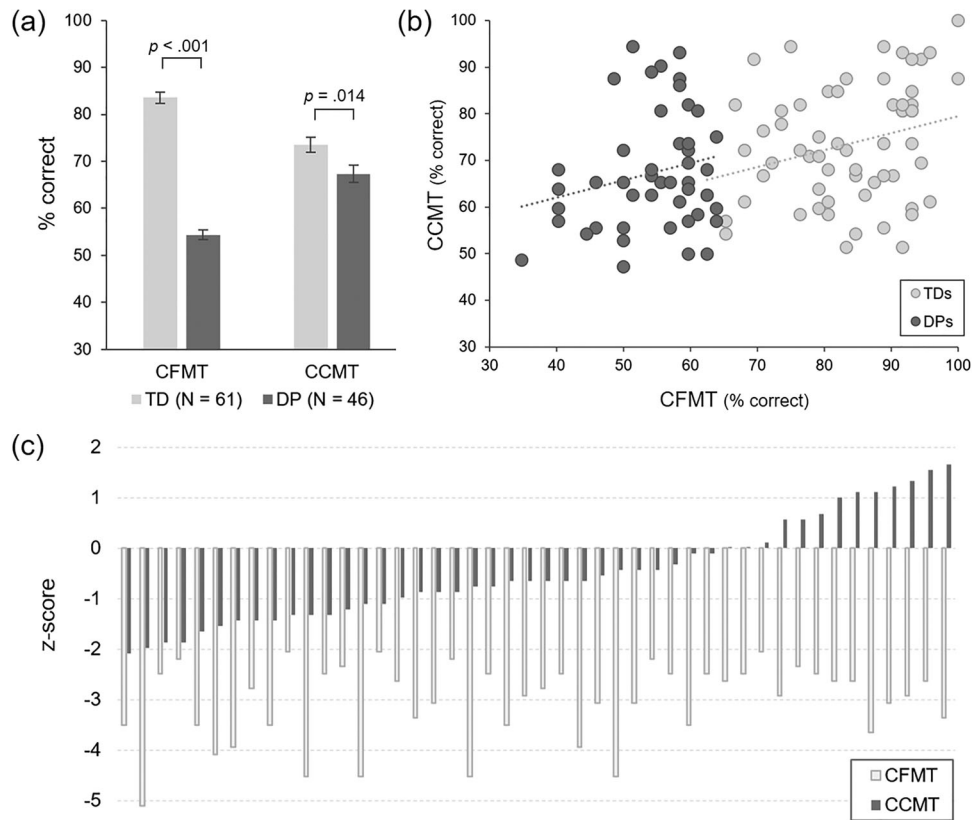 (a)
100
90
80
70
60
50
40
30
% correct
p < .001
p = .014
CFMT
CCMT
TD (N = 61)
DP (N = 46)
(b)
100
90
80
70
60
50
40
30
CCMT (% correct)
30
40
50
60
70
80
90
100
CFMT (% correct)
TDs
DPs
(c)
2
1
0
-1
-2
-3
-4
-5
z-score
CFMT
CCMT